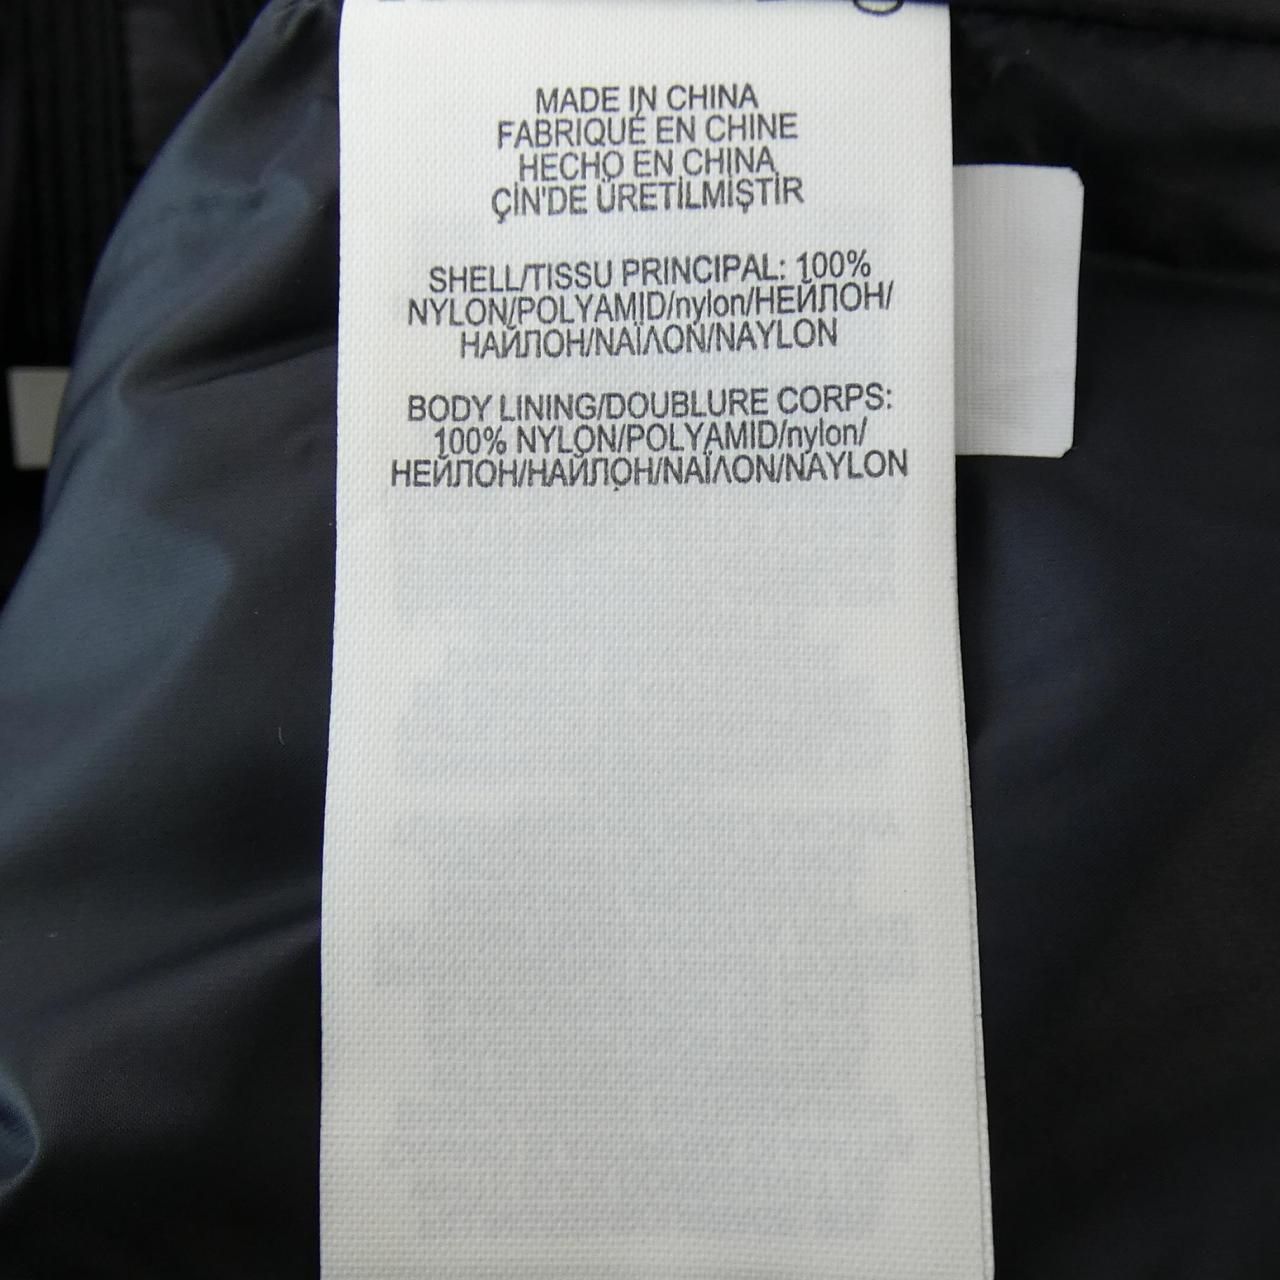 MADE IN CHINA
FABRIQUÉ EN CHINE
HECHO EN CHINA
ÇİN'DE ÜRETİLMİŞTİR
SHELL/TISSU PRINCIPAL: 100%
NYLON/POLYAMID/nylon/НЕЙЛОН/
НАЙЛОН/ΝΑΪΛΟΝ/NAYLON
BODY LINING/DOUBLURE CORPS:
100% NYLON/POLYAMID/nylon/
НЕЙЛОН/НАЙЛОН/ΝΑΪΛΟΝ/NAYLON